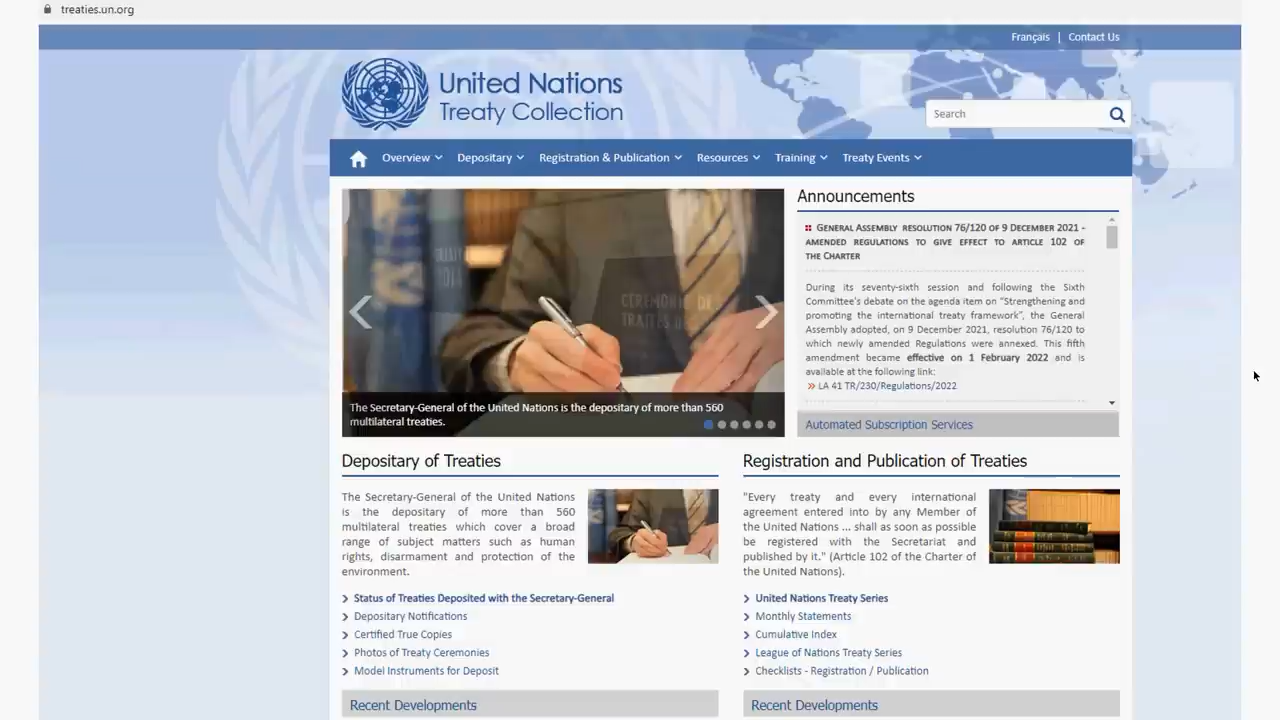 treaties.un.org
Français | Contact Us
United Nations
Treaty Collection
Search
Overview
Depositary
Registration & Publication
Resources
Training
Treaty Events
CEREMONIE DE
TRAITES
The Secretary-General of the United Nations is the depositary of more than 560
multilateral treaties.
Announcements
GENERAL ASSEMBLY RESOLUTION 76/120 OF 9 DECEMBER 2021 -
AMENDED REGULATIONS TO GIVE EFFECT TO ARTICLE 102 OF
THE CHARTER
During its seventy-sixth session and following the Sixth
Committee's debate on the agenda item on "Strengthening and
promoting the international treaty framework", the General
Assembly adopted, on 9 December 2021, resolution 76/120 to
which newly amended Regulations were annexed. This fifth
amendment became effective on 1 February 2022 and is
available at the following link:
LA 41 TR/230/Regulations/2022
Automated Subscription Services
Depositary of Treaties
The Secretary-General of the United Nations
is the depositary of more than 560
multilateral treaties which cover a broad
range of subject matters such as human
rights, disarmament and protection of the
environment.
Status of Treaties Deposited with the Secretary-General
Depositary Notifications
Certified True Copies
Photos of Treaty Ceremonies
Model Instruments for Deposit
Recent Developments
Registration and Publication of Treaties
"Every treaty and every international
agreement entered into by any Member of
the United Nations ... shall as soon as possible
be registered with the Secretariat and
published by it." (Article 102 of the Charter of
the United Nations).
United Nations Treaty Series
Monthly Statements
Cumulative Index
League of Nations Treaty Series
Checklists - Registration / Publication
Recent Developments